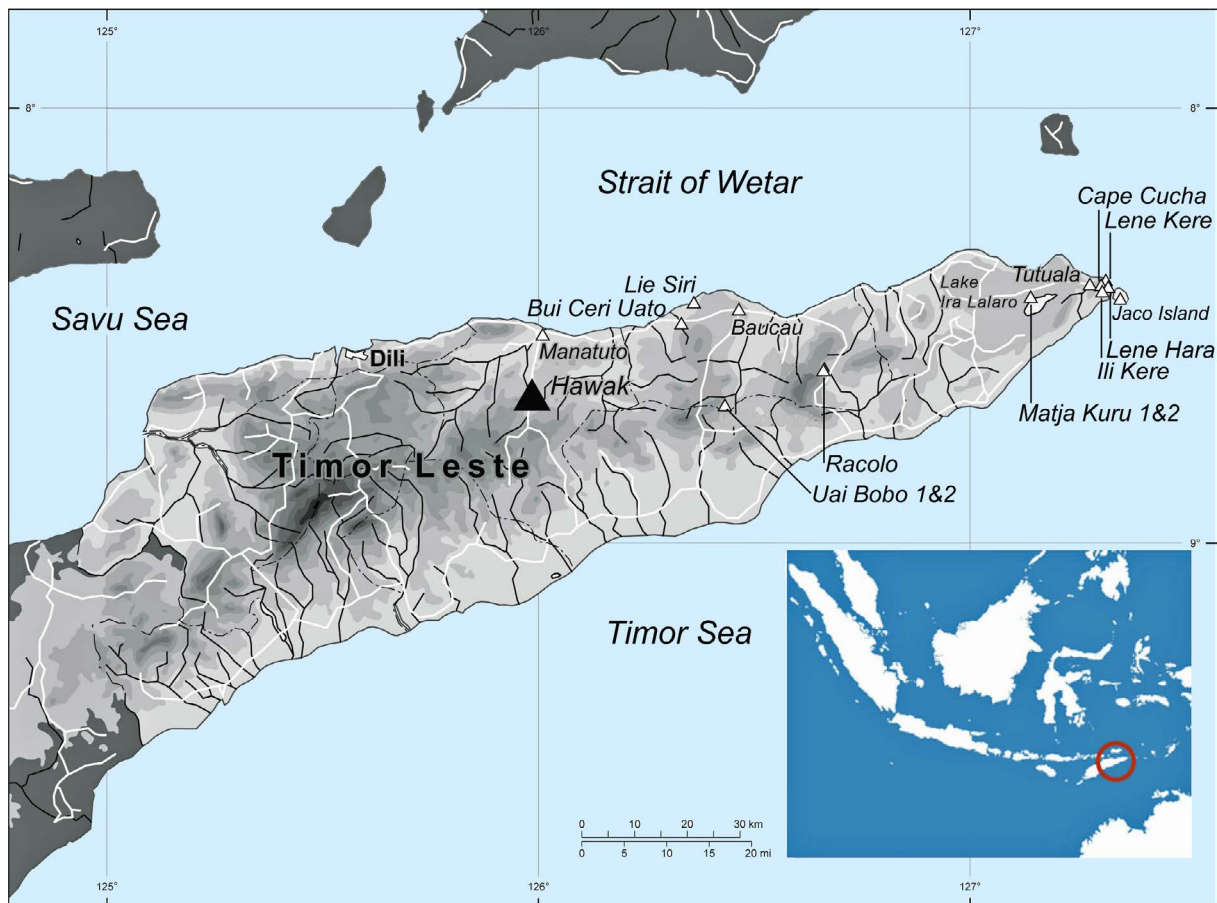 125°
126°
127°
8°
8°
Strait of Wetar
Cape Cucha
Lene Kere
Lie Siri
Tutuala
Lake
Ira Lalaro
Savu Sea
Bui Ceri Uato
Baucau
Jaco Island
Dili
Manatuto
Lene Hara
Ili Kere
Hawak
Matja Kuru 1&2
Timor Leste
Racolo
Uai Bobo 1&2
9°
Timor Sea
0 10 20 30 km
0 5 10 15 20 mi
125°
126°
127°